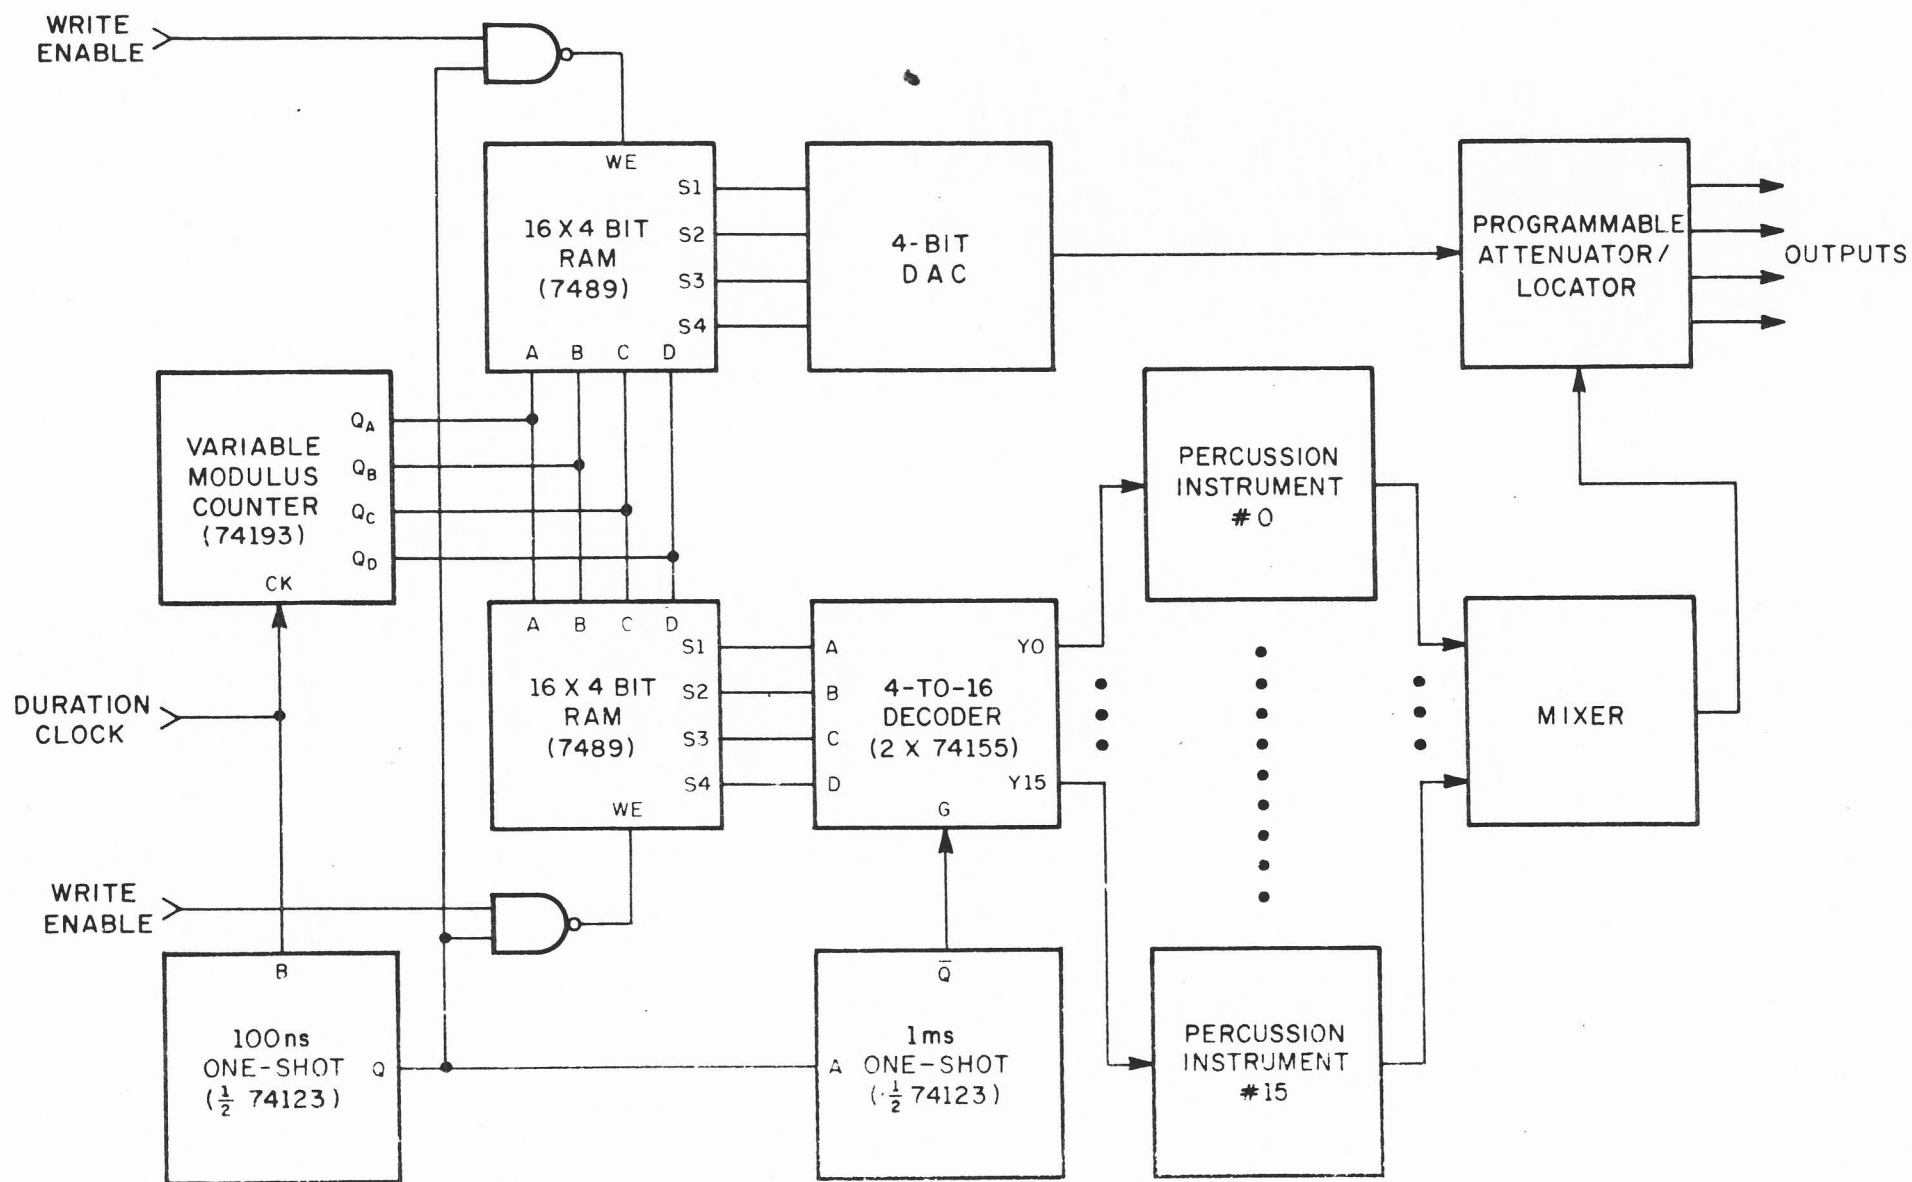 WRITE
ENABLE
WE
16 X 4 BIT
RAM
(7489)
S1
S2
S3
S4
A B C D
4-BIT
DAC
PROGRAMMABLE
ATTENUATOR/
LOCATOR
OUTPUTS
VARIABLE
MODULUS
COUNTER
(74193)
QA
QB
QC
QD
CK
PERCUSSION
INSTRUMENT
# 0
A B C D
16 X 4 BIT
RAM
(7489)
S1
S2
S3
S4
WE
A
B
C
D
4-TO-16
DECODER
(2 X 74155)
Y0
Y15
G
MIXER
DURATION
CLOCK
WRITE
ENABLE
B
100ns
ONE-SHOT
(½ 74123)
Q
Q̅
A
1ms
ONE-SHOT
(½ 74123)
PERCUSSION
INSTRUMENT
#15